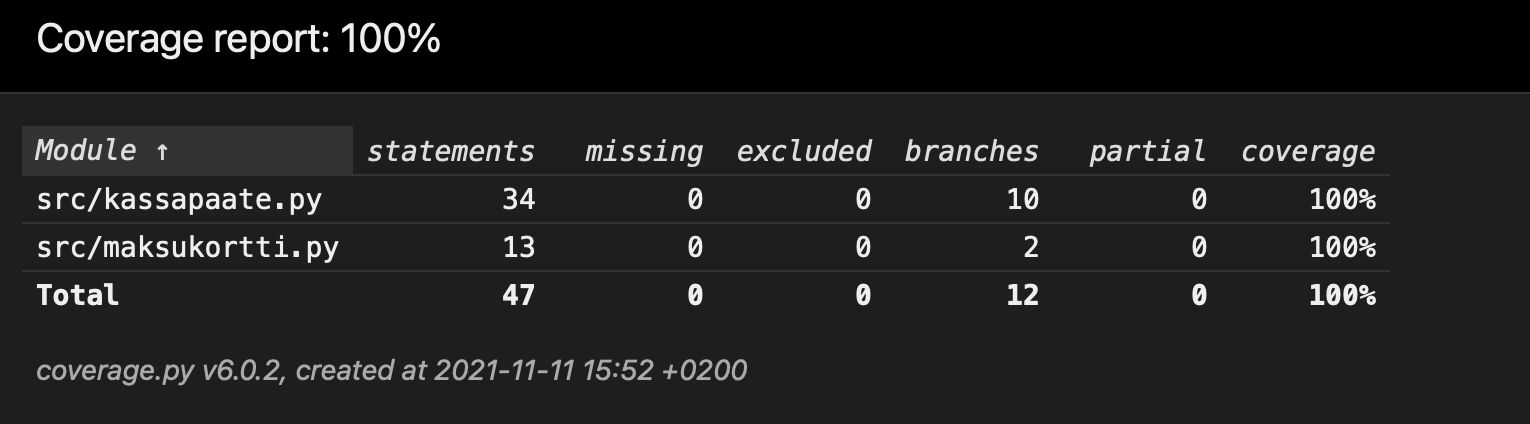 Coverage report: 100%
Module ↑ statements missing excluded branches partial coverage
src/kassapaate.py 34 0 0 10 0 100%
src/maksukortti.py 13 0 0 2 0 100%
Total 47 0 0 12 0 100%
coverage.py v6.0.2, created at 2021-11-11 15:52 +0200